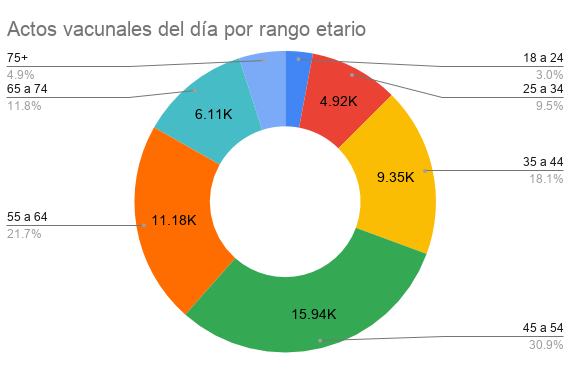 Actos vacunales del día por rango etario
75+
4.9%
65 a 74
11.8%
6.11K
55 a 64
21.7%
11.18K
18 a 24
3.0%
25 a 34
9.5%
4.92K
35 a 44
18.1%
9.35K
15.94K
45 a 54
30.9%